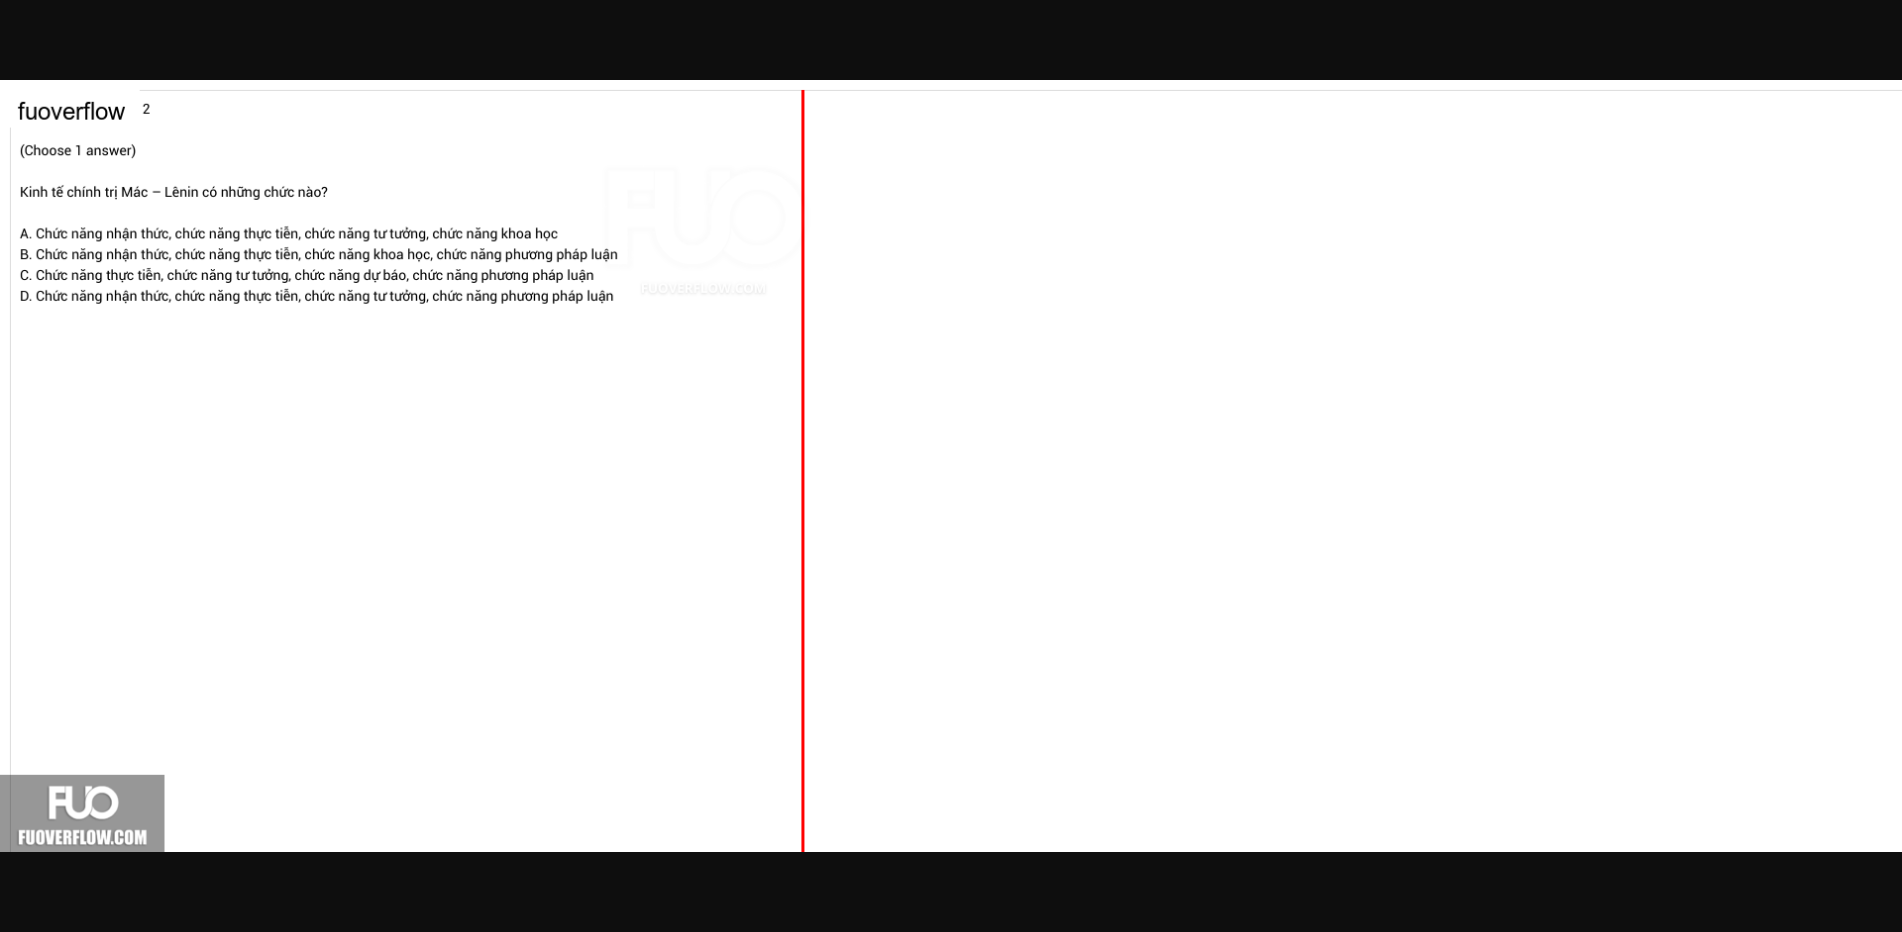 fuoverflow 2
(Choose 1 answer)
Kinh tế chính trị Mác – Lênin có những chức nào?
A. Chức năng nhận thức, chức năng thực tiễn, chức năng tư tưởng, chức năng khoa học
B. Chức năng nhận thức, chức năng thực tiễn, chức năng khoa học, chức năng phương pháp luận
C. Chức năng thực tiễn, chức năng tư tưởng, chức năng dự báo, chức năng phương pháp luận
D. Chức năng nhận thức, chức năng thực tiễn, chức năng tư tưởng, chức năng phương pháp luận
FUO
FUOVERFLOW.COM
FUO
FUOVERFLOW.COM